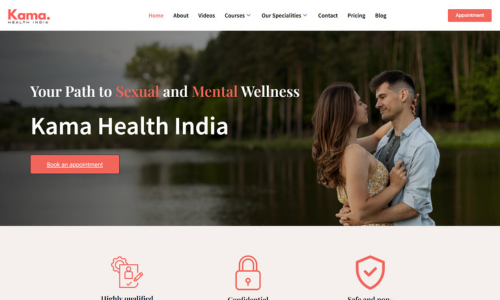 Kama.
HEALTH INDIA
Home About Videos Courses Our Specialities Contact Pricing Blog
Appointment
Your Path to Sexual and Mental Wellness
Kama Health India
Book an appointment
Highly qualified
Confidential
Safe and non